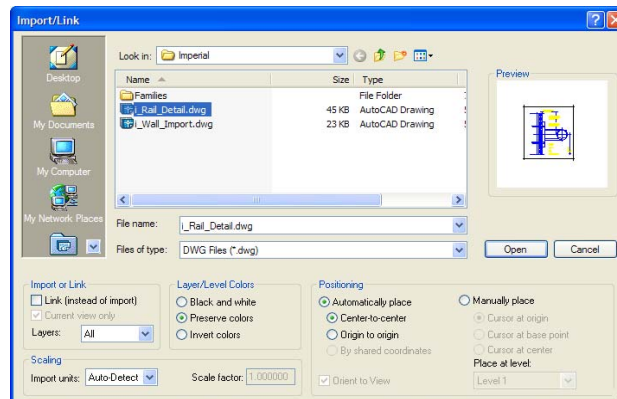 Import/Link
Look in: Imperial
Desktop
My Documents
My Computer
My Network Places
Name Size Type
Families File Folder
i_Rail_Detail.dwg 45 KB AutoCAD Drawing
i_Wall_Import.dwg 23 KB AutoCAD Drawing
Preview
File name: i_Rail_Detail.dwg
Files of type: DWG Files (*.dwg)
Open Cancel
Import or Link
Link (instead of import)
Current view only
Layers: All
Layer/Level Colors
Black and white
Preserve colors
Invert colors
Positioning
Automatically place
Center-to-center
Origin to origin
By shared coordinates
Orient to View
Manually place
Cursor at origin
Cursor at base point
Cursor at center
Place at level:
Level 1
Scaling
Import units: Auto-Detect Scale factor: 1.000000